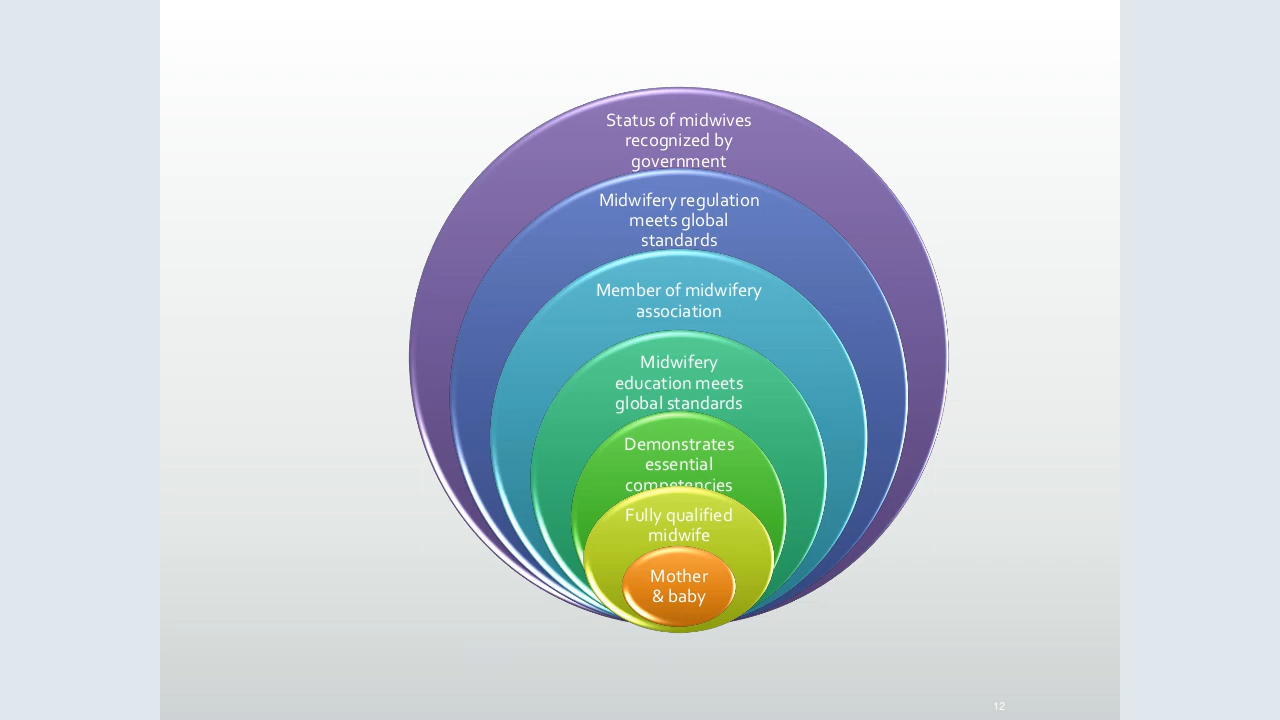 Status of midwives
recognized by
government
Midwifery regulation
meets global
standards
Member of midwifery
association
Midwifery
education meets
global standards
Demonstrates
essential
competencies
Fully qualified
midwife
Mother
& baby
12